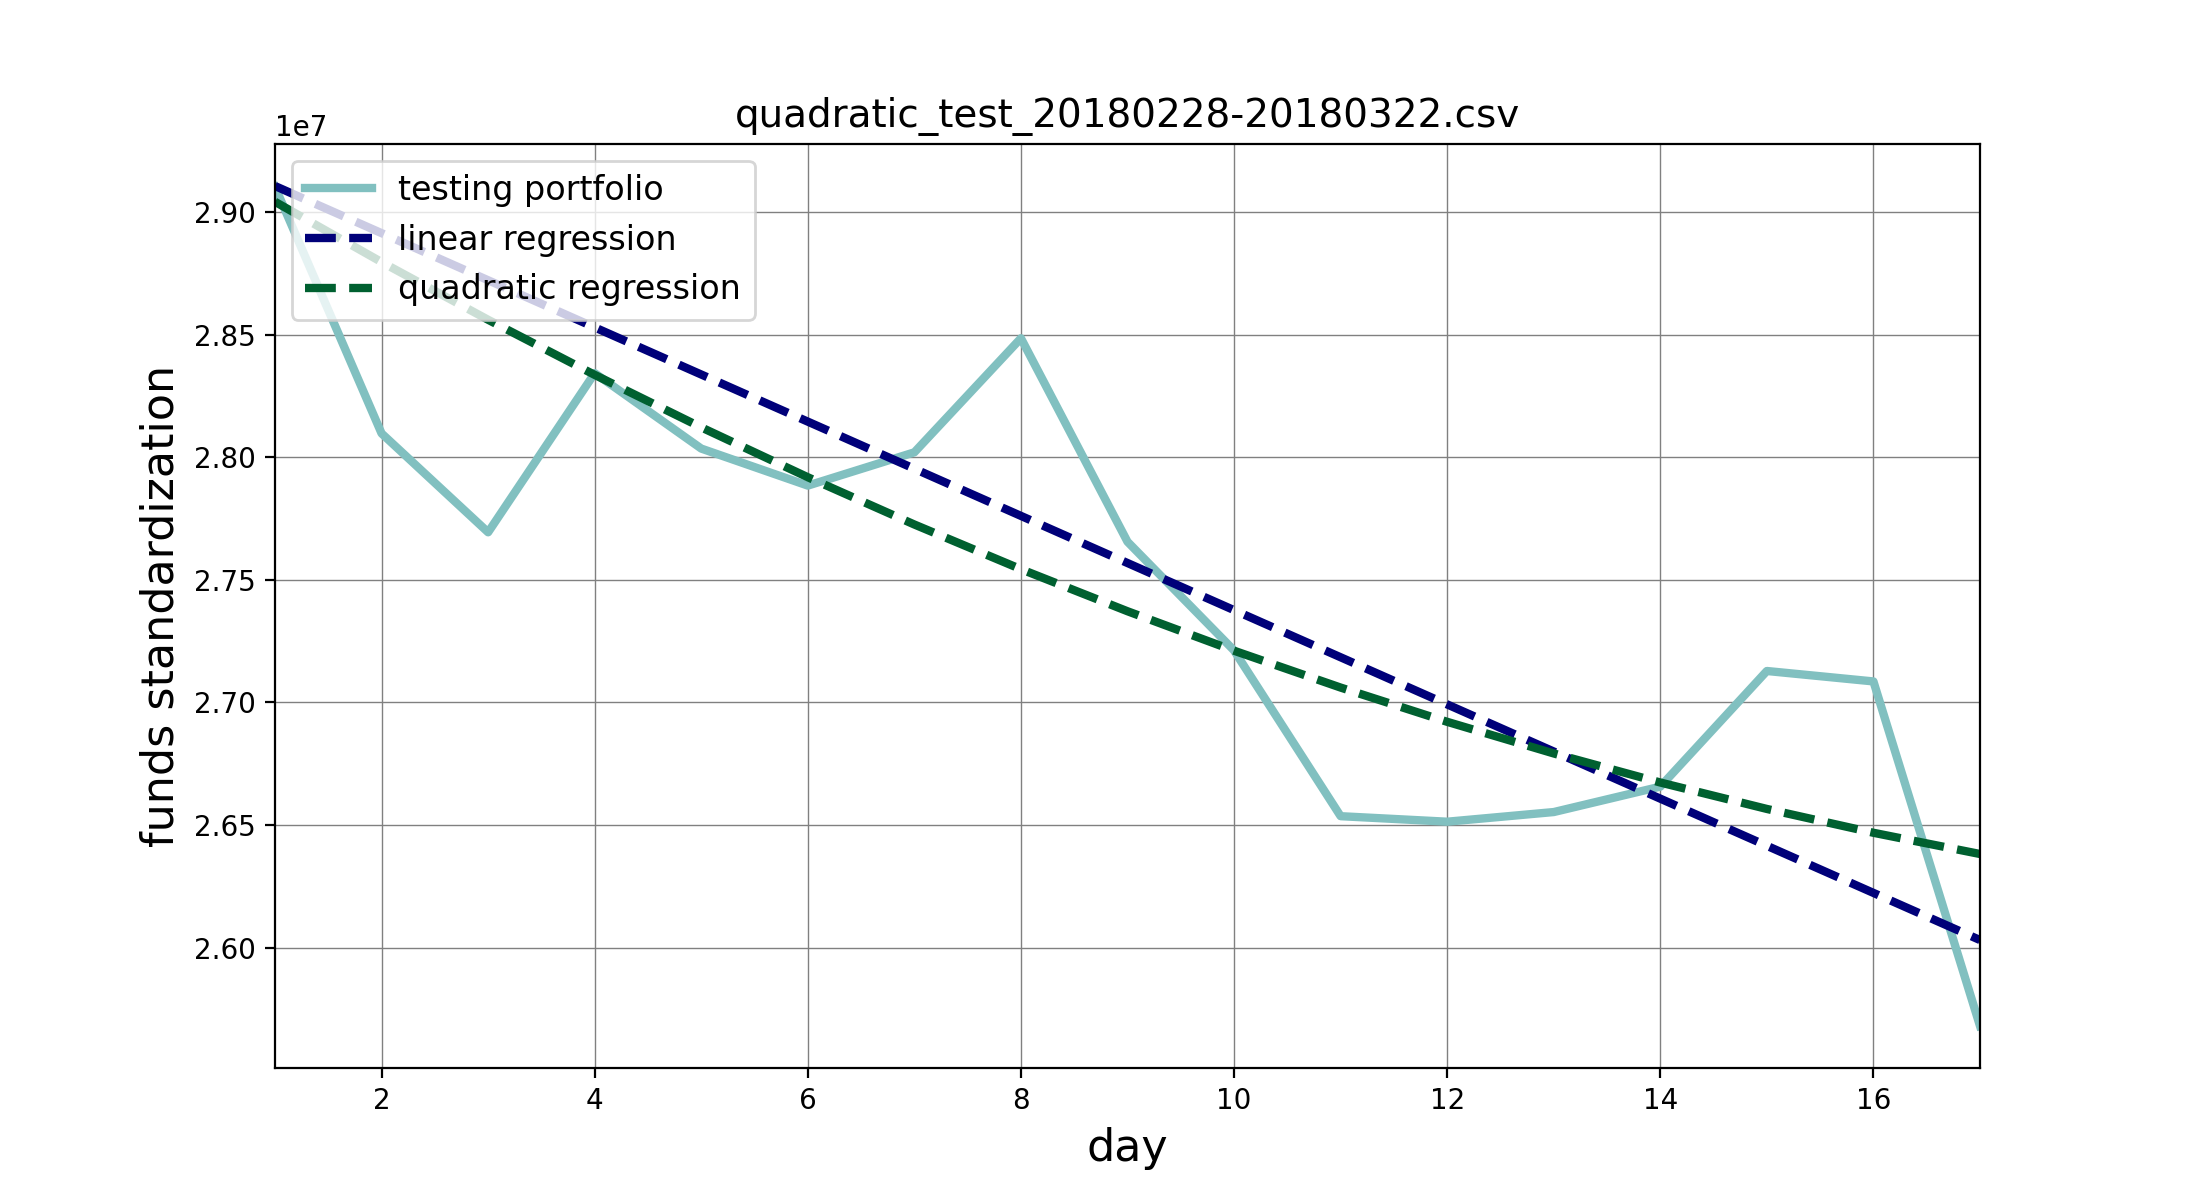 quadratic_test_20180228-20180322.csv
1e7
testing portfolio
linear regression
quadratic regression
2.90
2.85
2.80
2.75
2.70
2.65
2.60
funds standardization
2 4 6 8 10 12 14 16
day